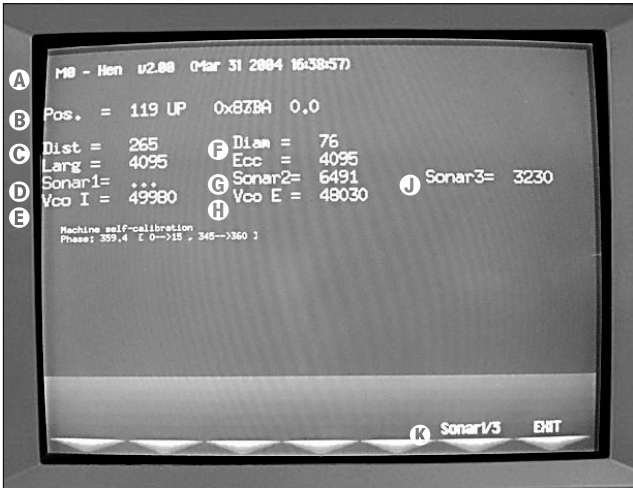 A M0 - Hen v2.00 (Mar 31 2004 16:38:57)
B Pos. = 119 UP 0x87BA 0.0
C Dist = 265 F Diam = 76
Larg = 4095 Ecc = 4095
D Sonar1= ... G Sonar2= 6491 J Sonar3= 3230
E Vco I = 49980 H Vco E = 48030
Machine self-calibration
Phase: 359.4 [ 0-->15 , 345-->360 ]
K Sonar1/3 EXIT